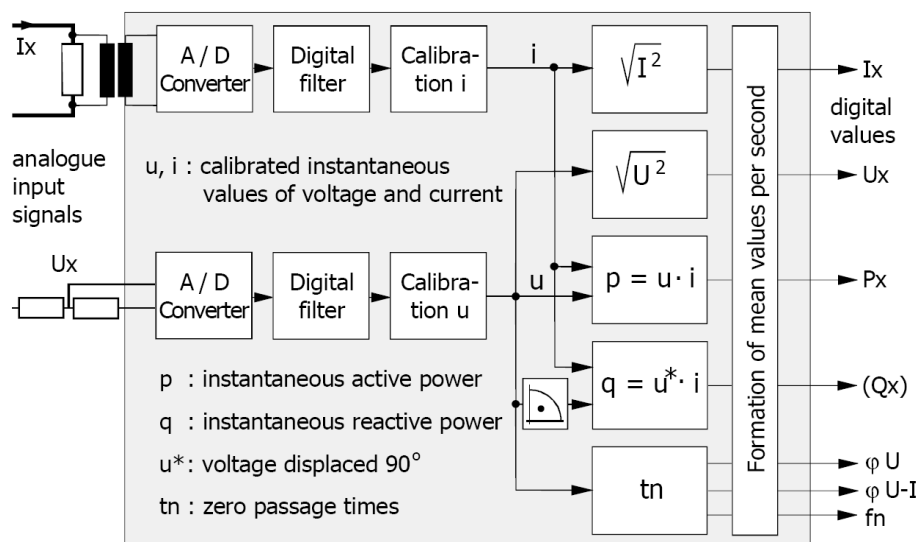 Ix
A / D
Converter
Digital
filter
Calibra-
tion i
i
√I²
Ix
digital
values
analogue
input
signals
u, i : calibrated instantaneous
values of voltage and current
√U²
Formation of mean values per second
Ux
Ux
A / D
Converter
Digital
filter
Calibra-
tion u
u
p = u· i
Px
p : instantaneous active power
q : instantaneous reactive power
u*: voltage displaced 90°
tn : zero passage times
q = u*· i
(Qx)
tn
φ U
φ U-I
fn